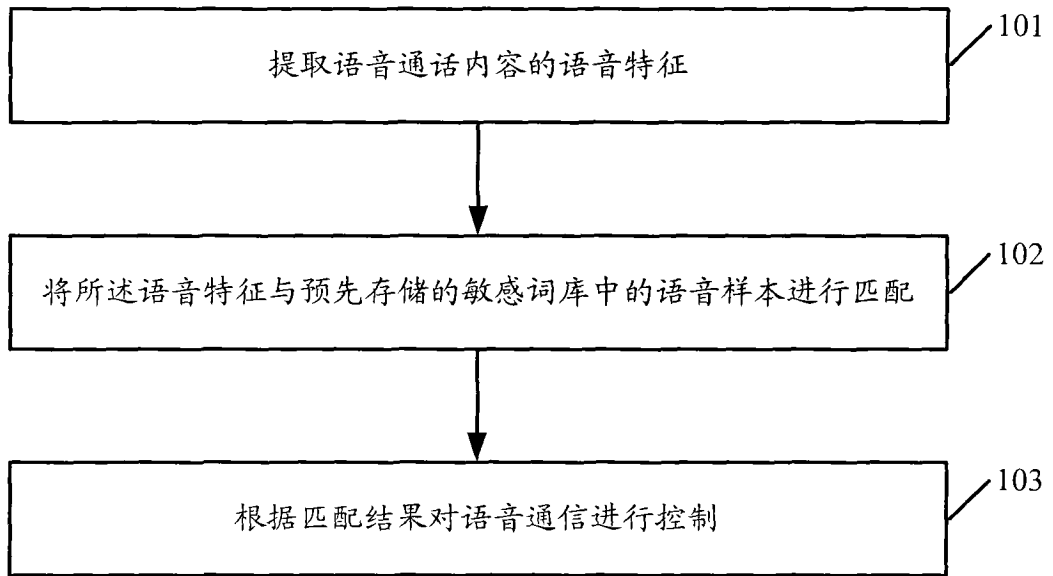 101
提取语音通话内容的语音特征
102
将所述语音特征与预先存储的敏感词库中的语音样本进行匹配
103
根据匹配结果对语音通信进行控制